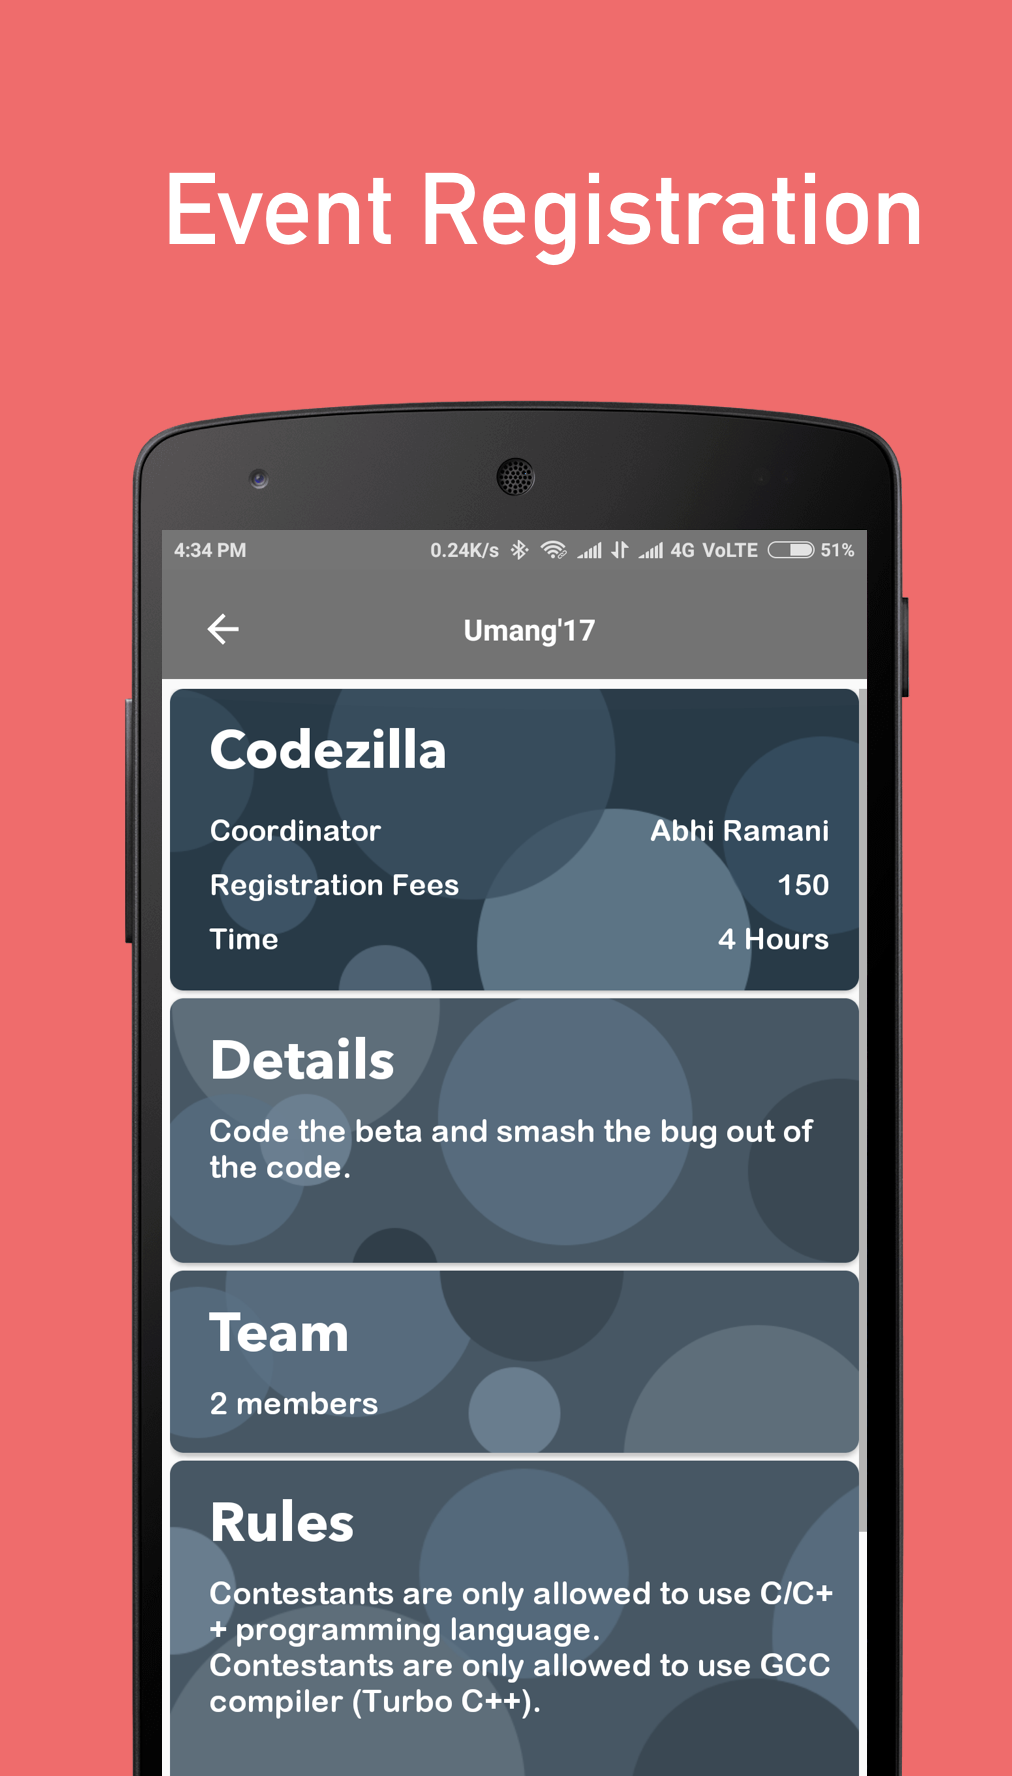 Event Registration
4:34 PM 0.24K/s 4G VoLTE 51%
Umang'17
Codezilla
Coordinator Abhi Ramani
Registration Fees 150
Time 4 Hours
Details
Code the beta and smash the bug out of
the code.
Team
2 members
Rules
Contestants are only allowed to use C/C+
+ programming language.
Contestants are only allowed to use GCC
compiler (Turbo C++).